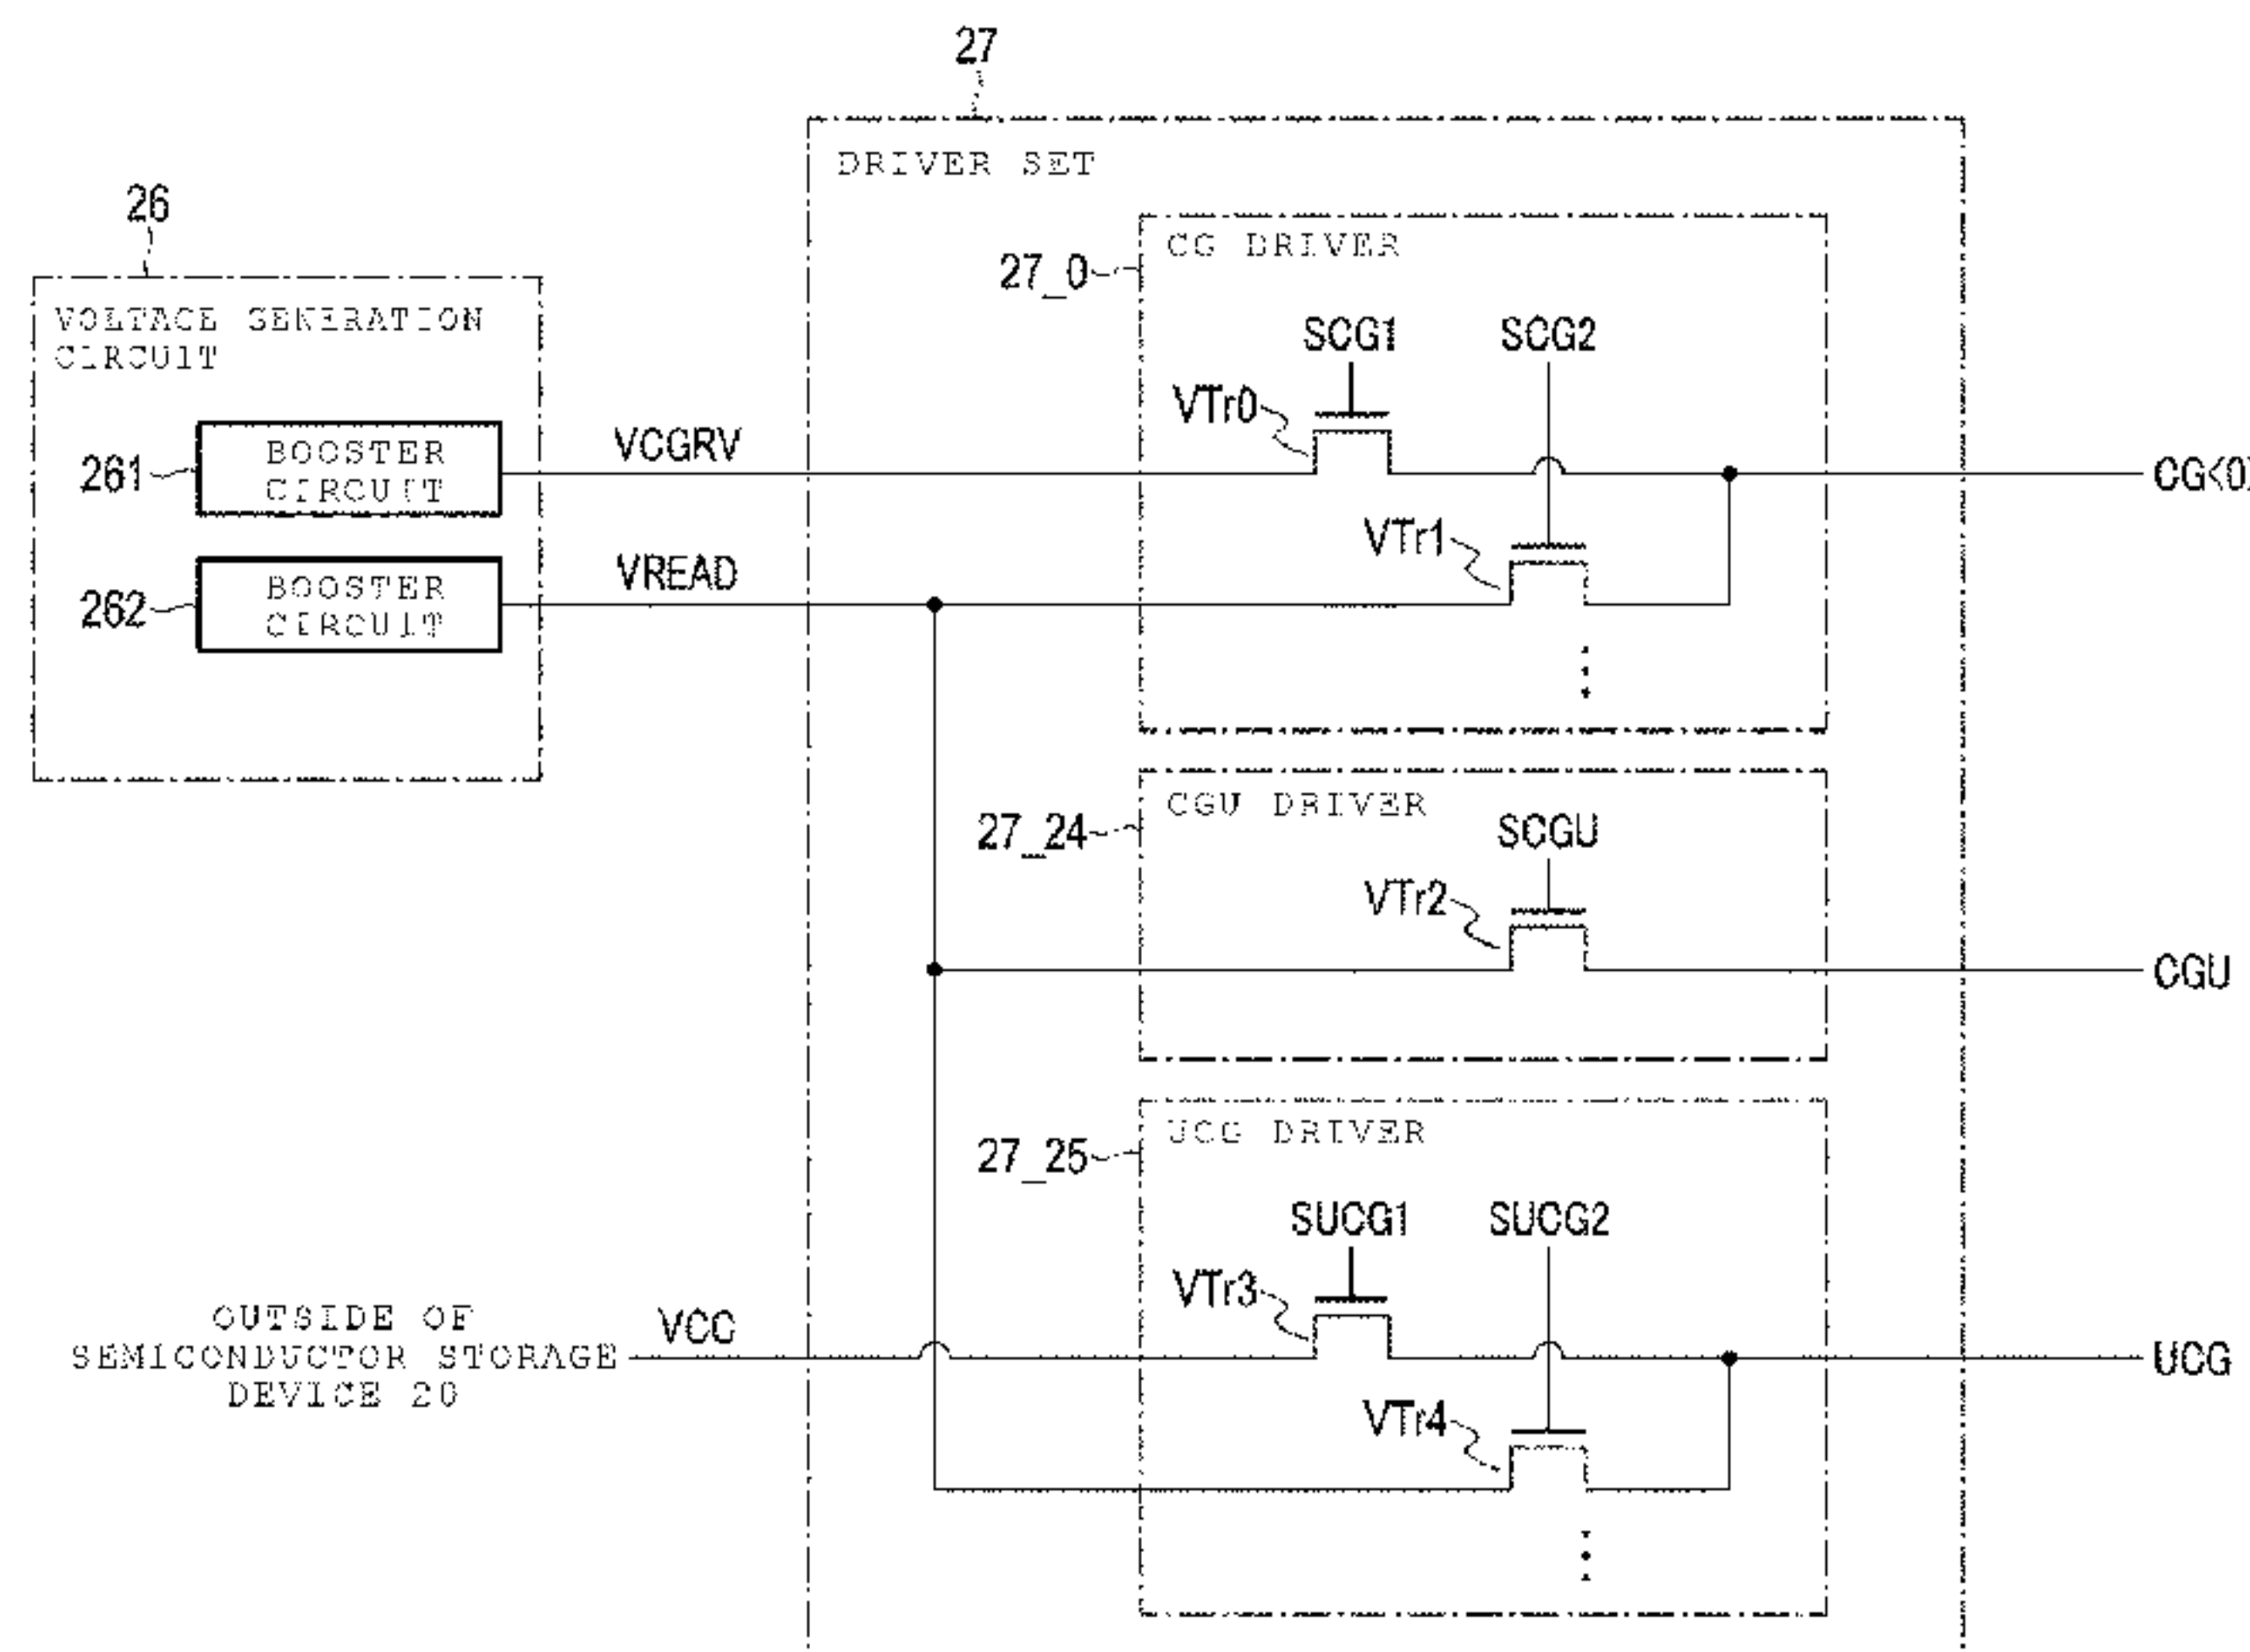 27
DRIVER SET
26
VOLTAGE GENERATION
CIRCUIT
27_0
CG DRIVER
SCG1
SCG2
VTr0
261
BOOSTER
CIRCUIT
VCGRV
CG<0>
VTr1
262
BOOSTER
CIRCUIT
VREAD
27_24
CGU DRIVER
SCGU
VTr2
CGU
27_25
UCG DRIVER
SUCG1
SUCG2
VTr3
OUTSIDE OF
SEMICONDUCTOR STORAGE
DEVICE 20
VCC
UCG
VTr4